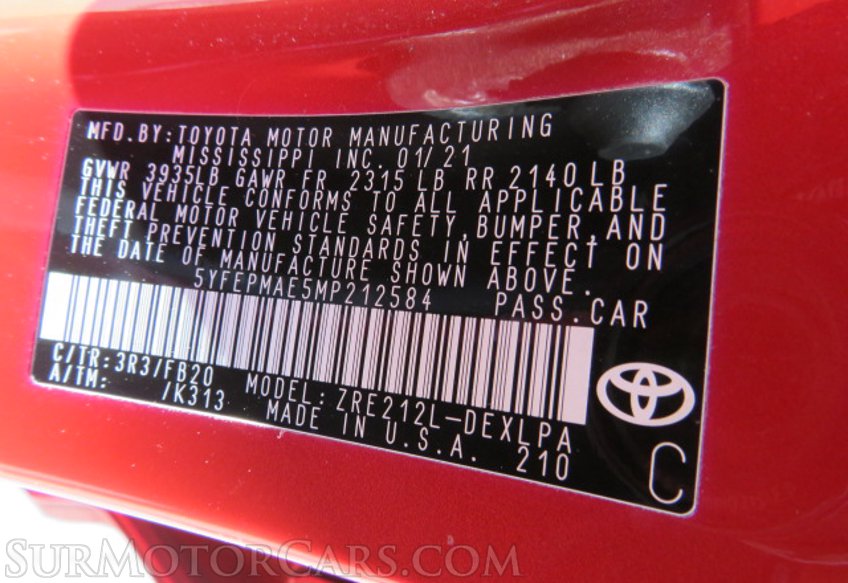 MFD. BY: TOYOTA MOTOR MANUFACTURING
MISSISSIPPI INC. 01/21
GVWR 3935LB GAWR FR 2315 LB RR 2140 LB
THIS VEHICLE CONFORMS TO ALL APPLICABLE
FEDERAL MOTOR VEHICLE SAFETY, BUMPER, AND
THEFT PREVENTION STANDARDS IN EFFECT ON
THE DATE OF MANUFACTURE SHOWN ABOVE.
5YFEPMAE5MP212584 PASS. CAR
C/TR: 3R3/FB20
A/TM: /K313
MODEL: ZRE212L-DEXLPA
MADE IN U.S.A. 210
C
SURMOTORCARS.COM